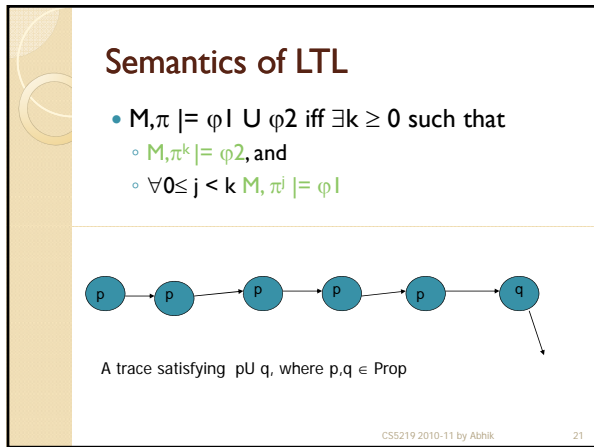 Semantics of LTL
• M,π |= φ1 U φ2 iff ∃k ≥ 0 such that
◦ M,πᵏ |= φ2, and
◦ ∀0≤ j < k M, πʲ |= φ1
p p p p p q
A trace satisfying pU q, where p,q ∈ Prop
CS5219 2010-11 by Abhik 21